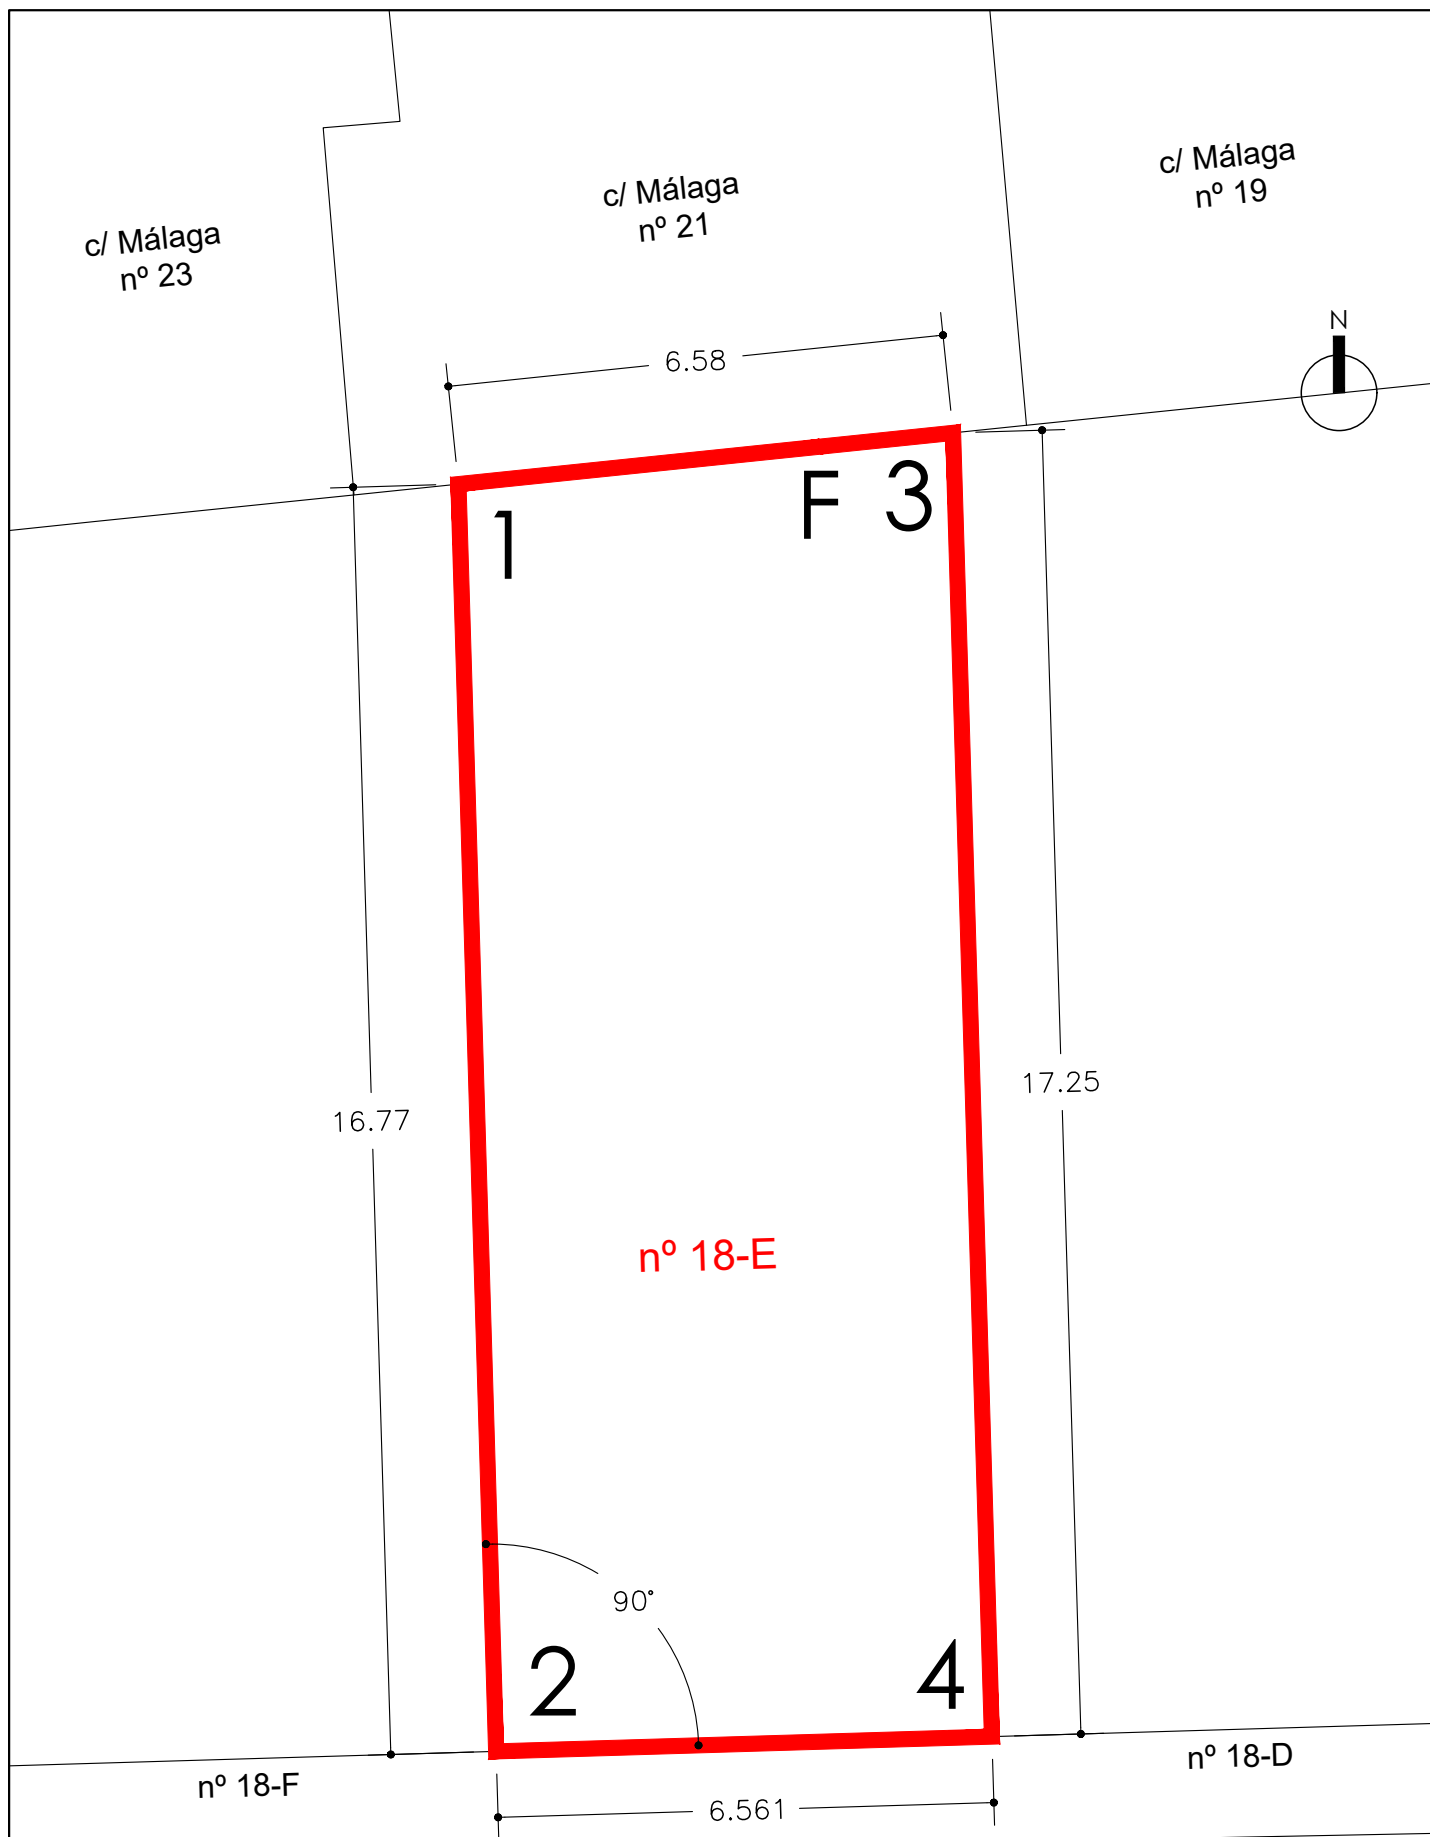 c/ Málaga
nº 19
c/ Málaga
nº 21
c/ Málaga
nº 23
N
6.58
F 3
1
17.25
16.77
nº 18-E
90°
2
4
nº 18-D
nº 18-F
6.561